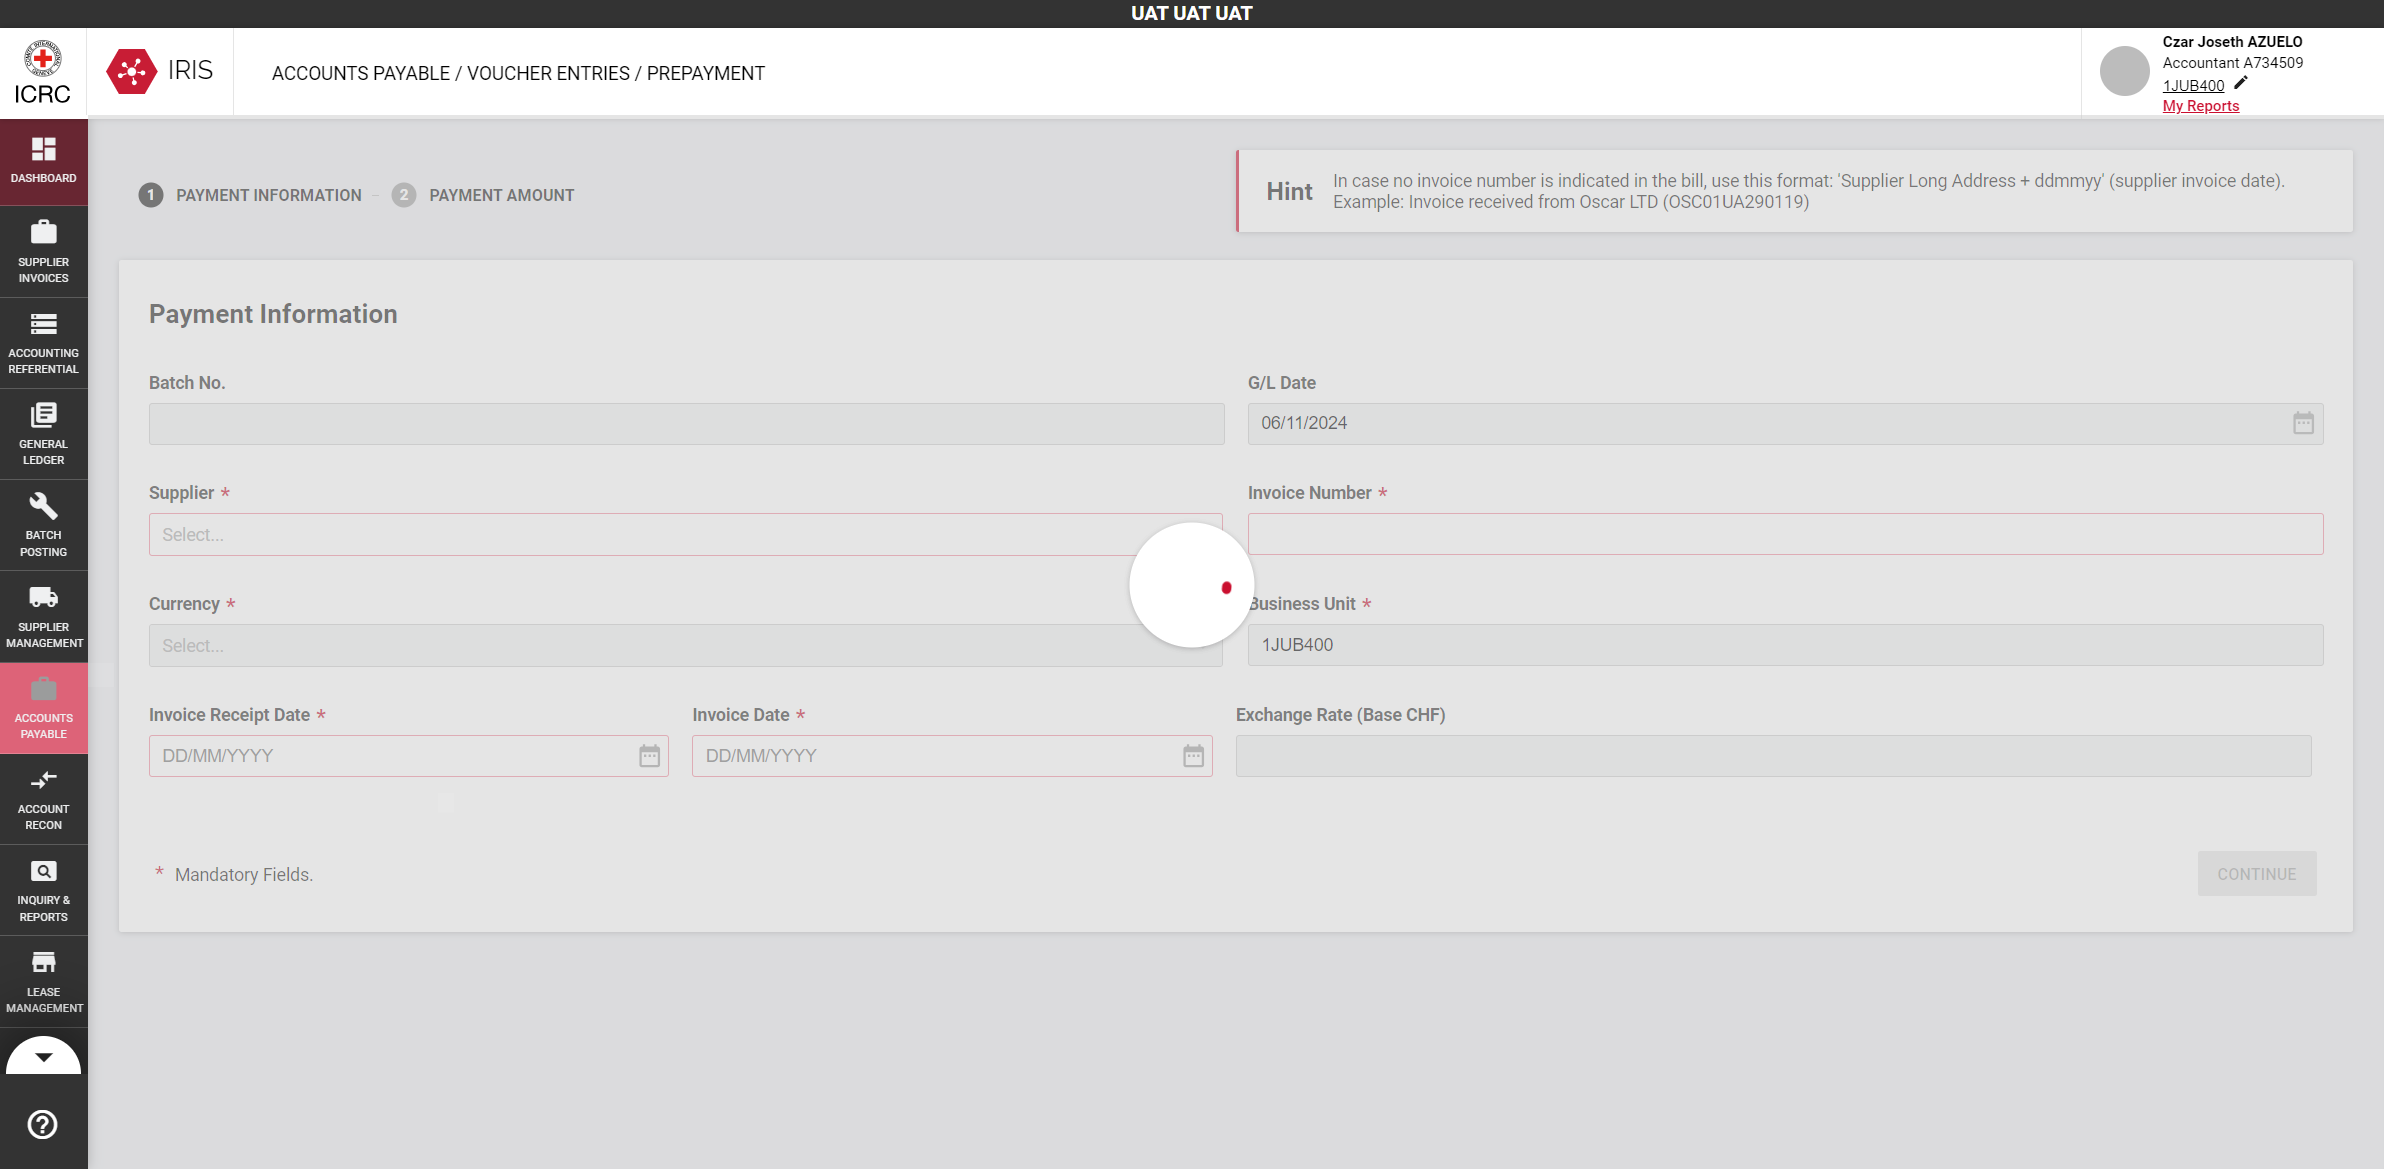 UAT UAT UAT
ICRC
IRIS
ACCOUNTS PAYABLE / VOUCHER ENTRIES / PREPAYMENT
Czar Joseth AZUELO
Accountant A734509
1JUB400
My Reports
DASHBOARD
SUPPLIER
INVOICES
ACCOUNTING
REFERENTIAL
GENERAL
LEDGER
BATCH
POSTING
SUPPLIER
MANAGEMENT
ACCOUNTS
PAYABLE
ACCOUNT
RECON
INQUIRY &
REPORTS
LEASE
MANAGEMENT
1 PAYMENT INFORMATION - 2 PAYMENT AMOUNT
Hint
In case no invoice number is indicated in the bill, use this format: 'Supplier Long Address + ddmmyy' (supplier invoice date).
Example: Invoice received from Oscar LTD (OSC01UA290119)
Payment Information
Batch No.
G/L Date
06/11/2024
Supplier *
Select...
Invoice Number *
Currency *
Select...
Business Unit *
1JUB400
Invoice Receipt Date *
DD/MM/YYYY
Invoice Date *
DD/MM/YYYY
Exchange Rate (Base CHF)
* Mandatory Fields.
CONTINUE